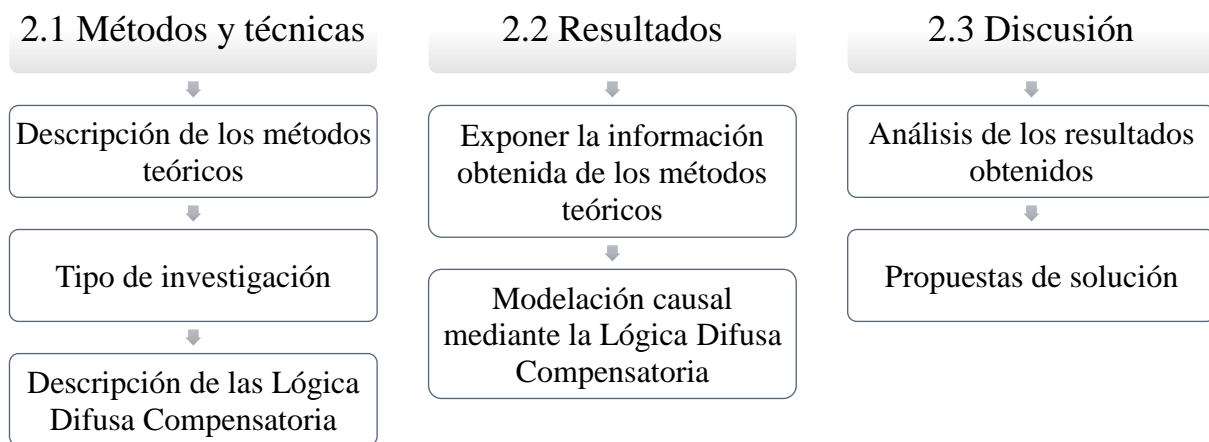 2.1 Métodos y técnicas
Descripción de los métodos
teóricos
Tipo de investigación
Descripción de las Lógica
Difusa Compensatoria
2.2 Resultados
Exponer la información
obtenida de los métodos
teóricos
Modelación causal
mediante la Lógica Difusa
Compensatoria
2.3 Discusión
Análisis de los resultados
obtenidos
Propuestas de solución